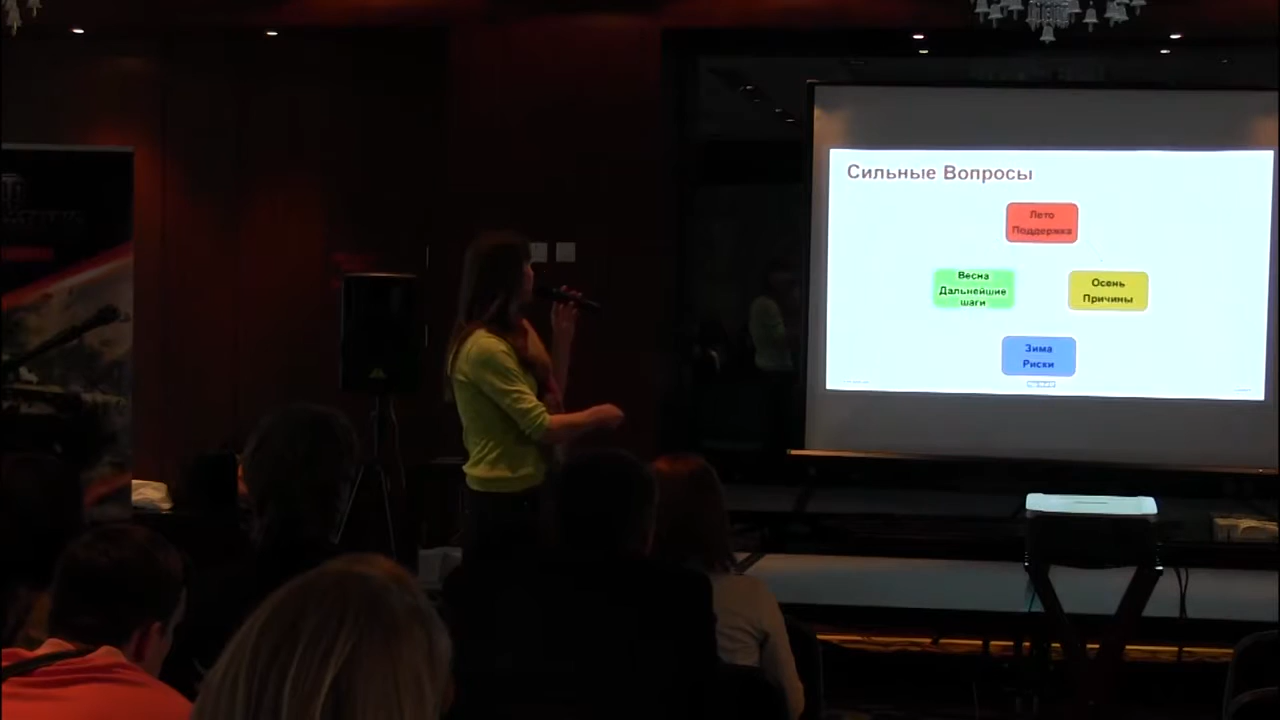 Сильные Вопросы
Лето
Поддержка
Весна
Дальнейшие
шаги
Осень
Причины
Зима
Риски